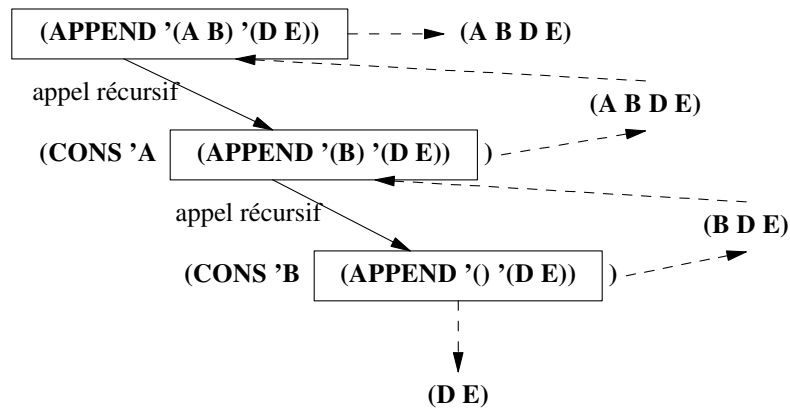 (APPEND ’(A B) ’(D E)) (A B D E)
appel récursif
(A B D E)
(CONS ’A (APPEND ’(B) ’(D E)) )
appel récursif
(B D E)
(CONS ’B (APPEND ’() ’(D E)) )
(D E)